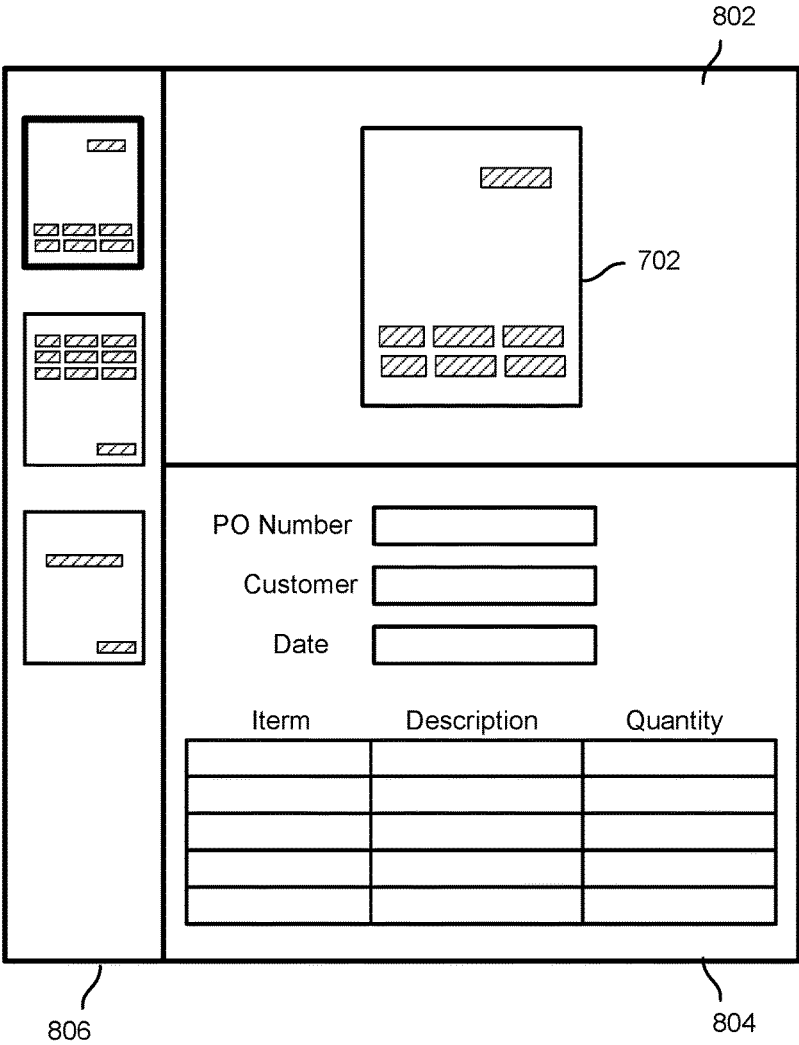 802
702
PO Number
Customer
Date
Iterm Description Quantity
806
804